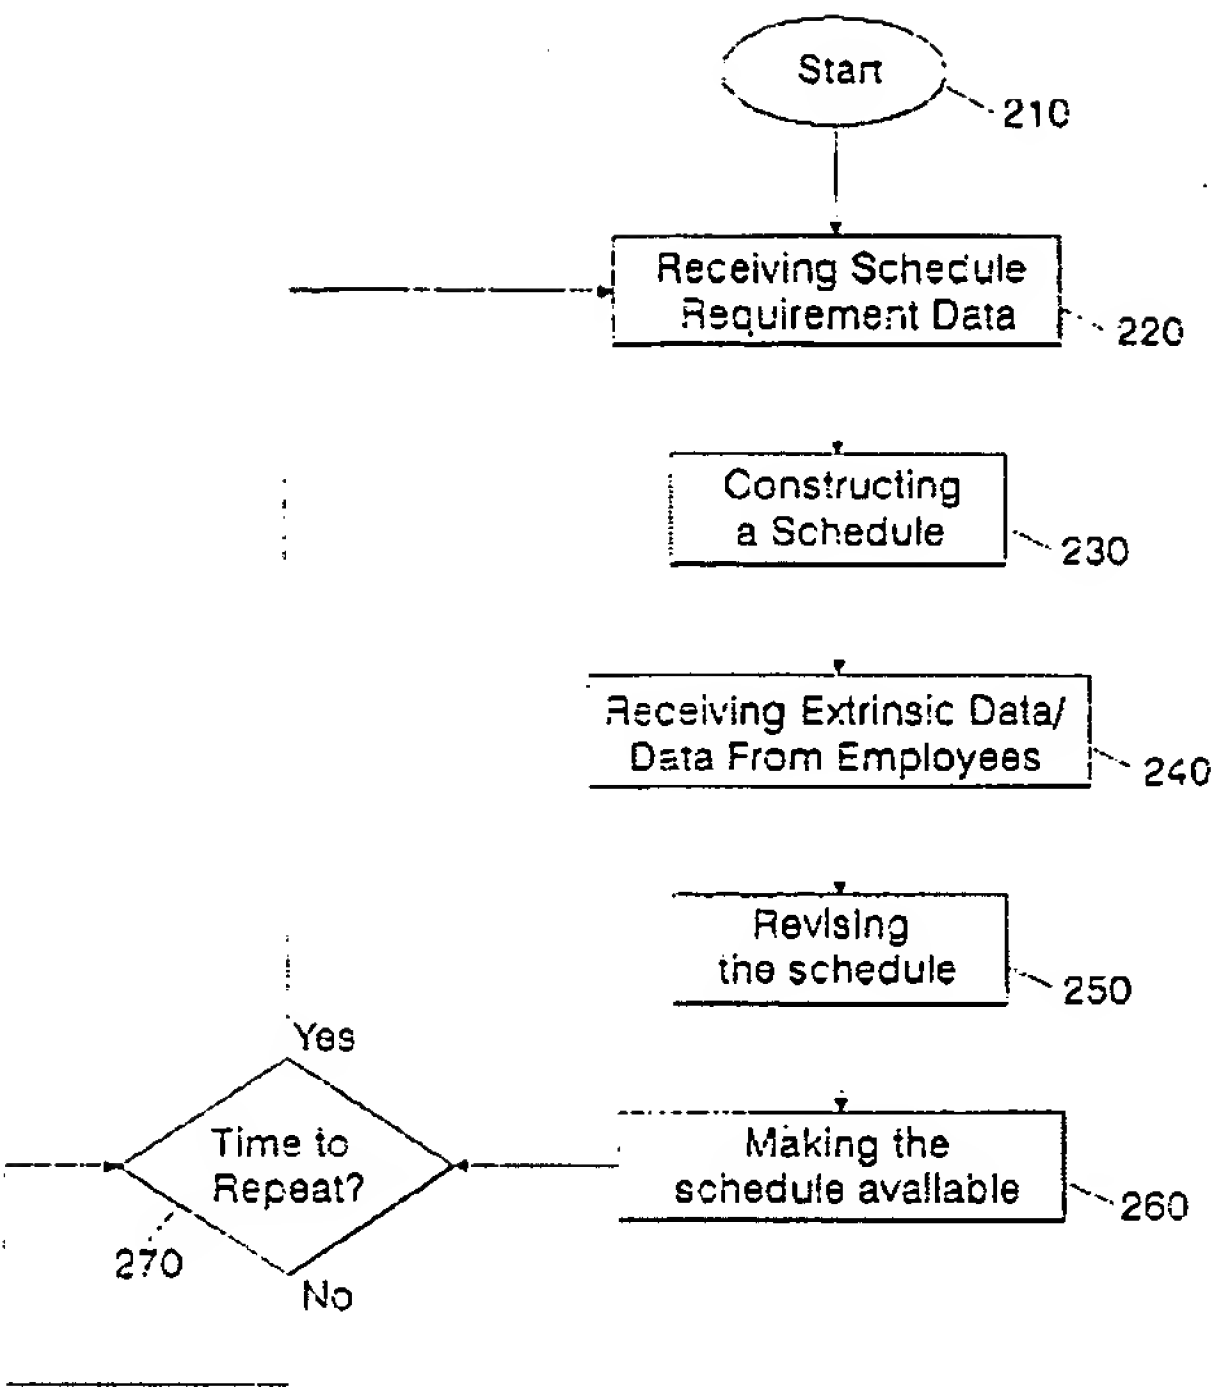 Start
210
Receiving Schedule
Requirement Data
220
Constructing
a Schedule
230
Receiving Extrinsic Data/
Data From Employees
240
Revising
the schedule
250
Yes
Time to
Repeat?
270
No
Making the
schedule available
260